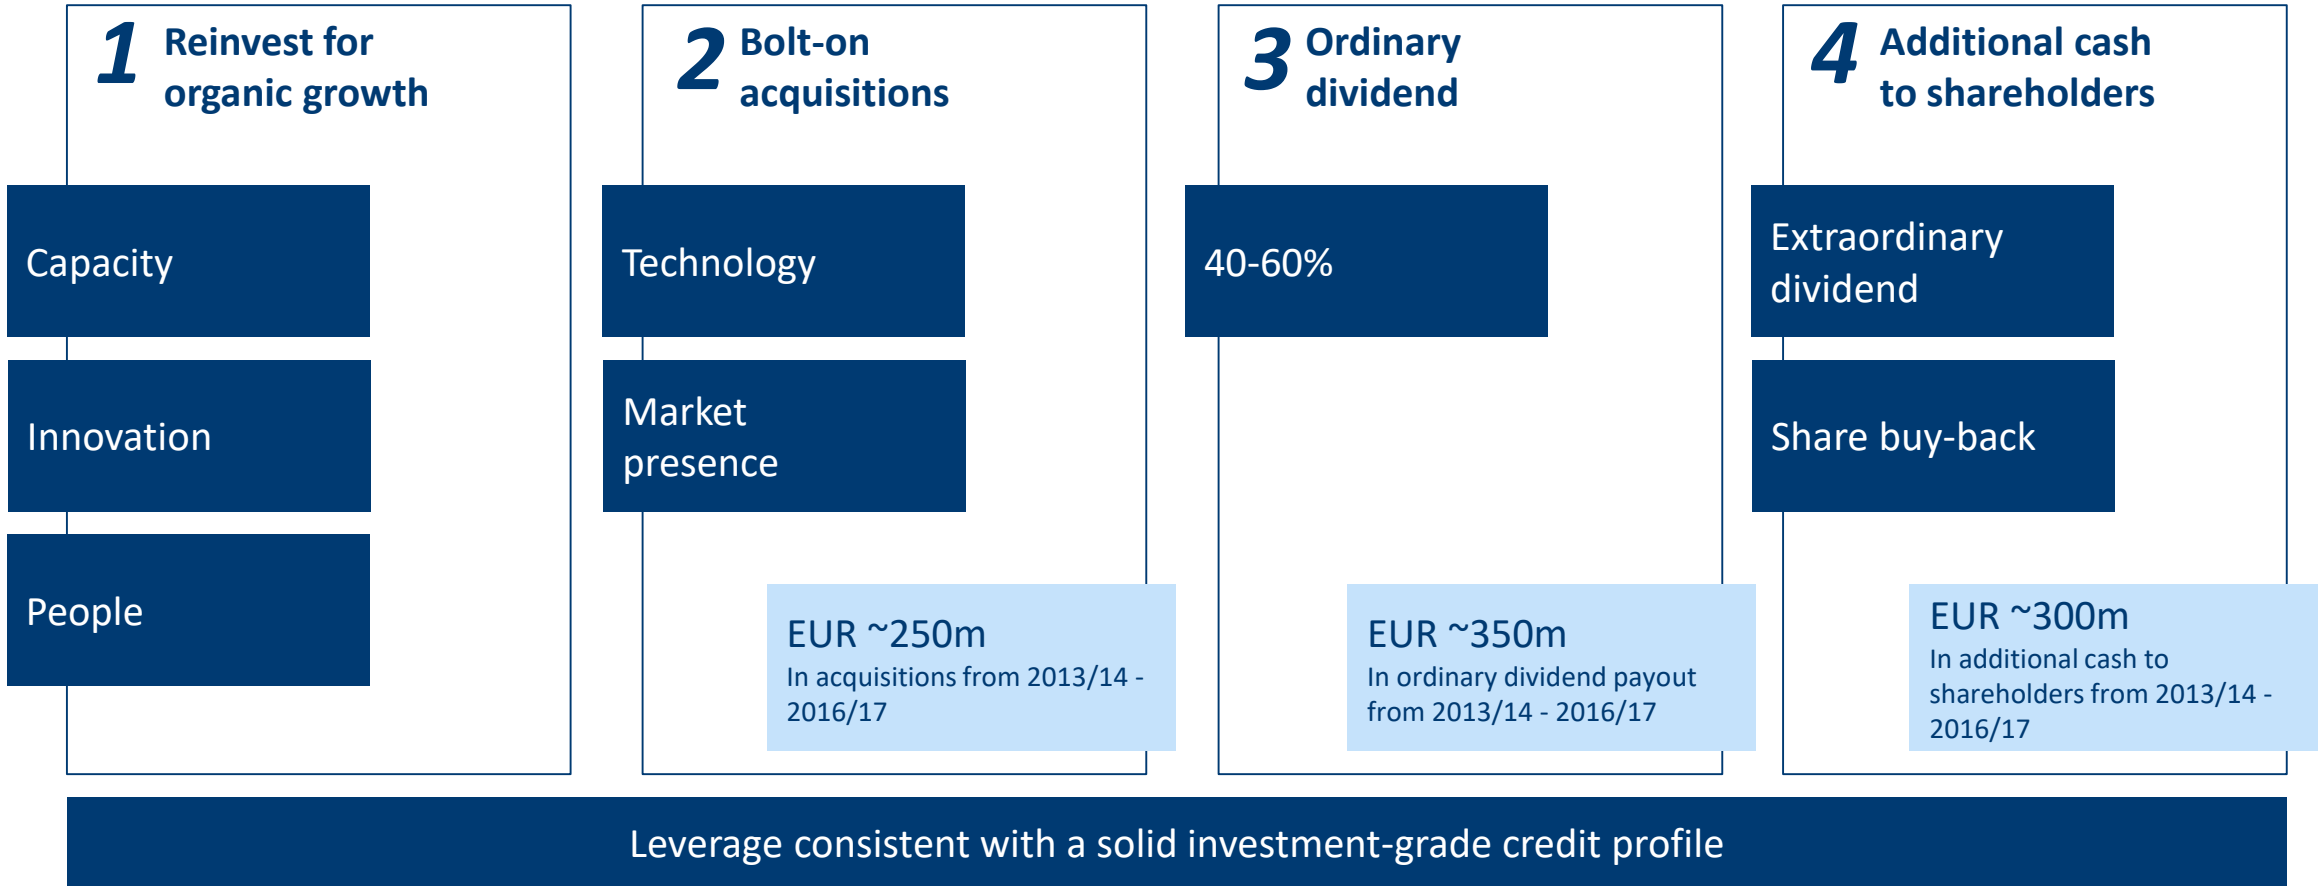 1
Reinvest for
organic growth
Capacity
Innovation
People
2
Bolt-on
acquisitions
Technology
Market
presence
EUR ~250m
In acquisitions from 2013/14 -
2016/17
3
Ordinary
dividend
40-60%
EUR ~350m
In ordinary dividend payout
from 2013/14 - 2016/17
4
Additional cash
to shareholders
Extraordinary
dividend
Share buy-back
EUR ~300m
In additional cash to
shareholders from 2013/14 -
2016/17
Leverage consistent with a solid investment-grade credit profile